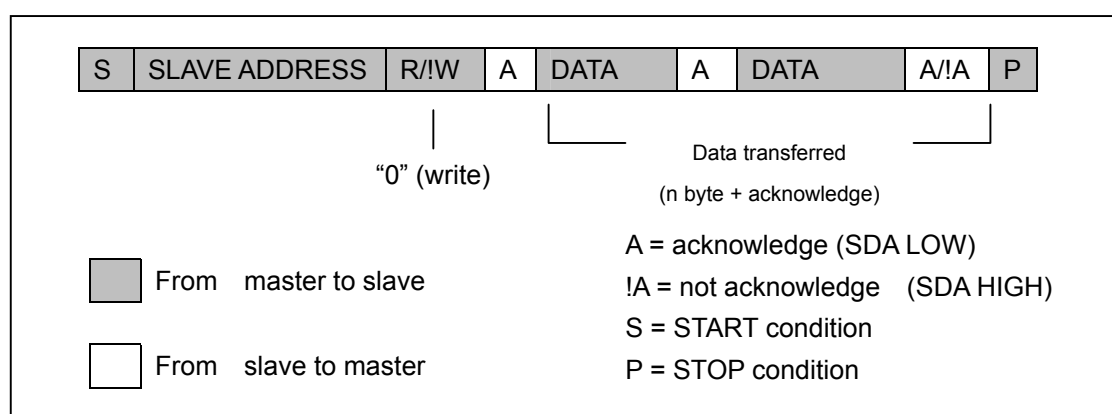 S SLAVE ADDRESS R/!W A DATA A DATA A/!A P
“0” (write)
Data transferred
(n byte + acknowledge)
A = acknowledge (SDA LOW)
!A = not acknowledge (SDA HIGH)
S = START condition
P = STOP condition
From master to slave
From slave to master